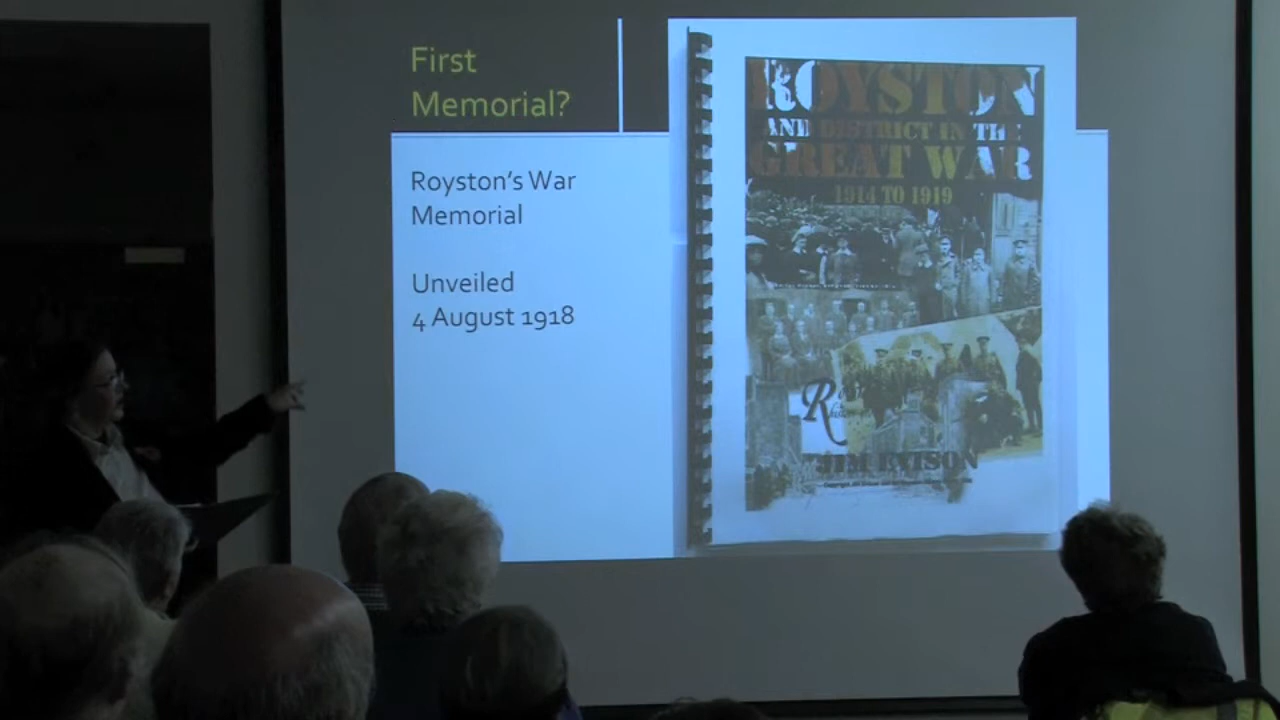 First
Memorial?
Royston's War
Memorial
Unveiled
4 August 1918
ROYSTON
AND DISTRICT IN THE
GREAT WAR
1914 TO 1919